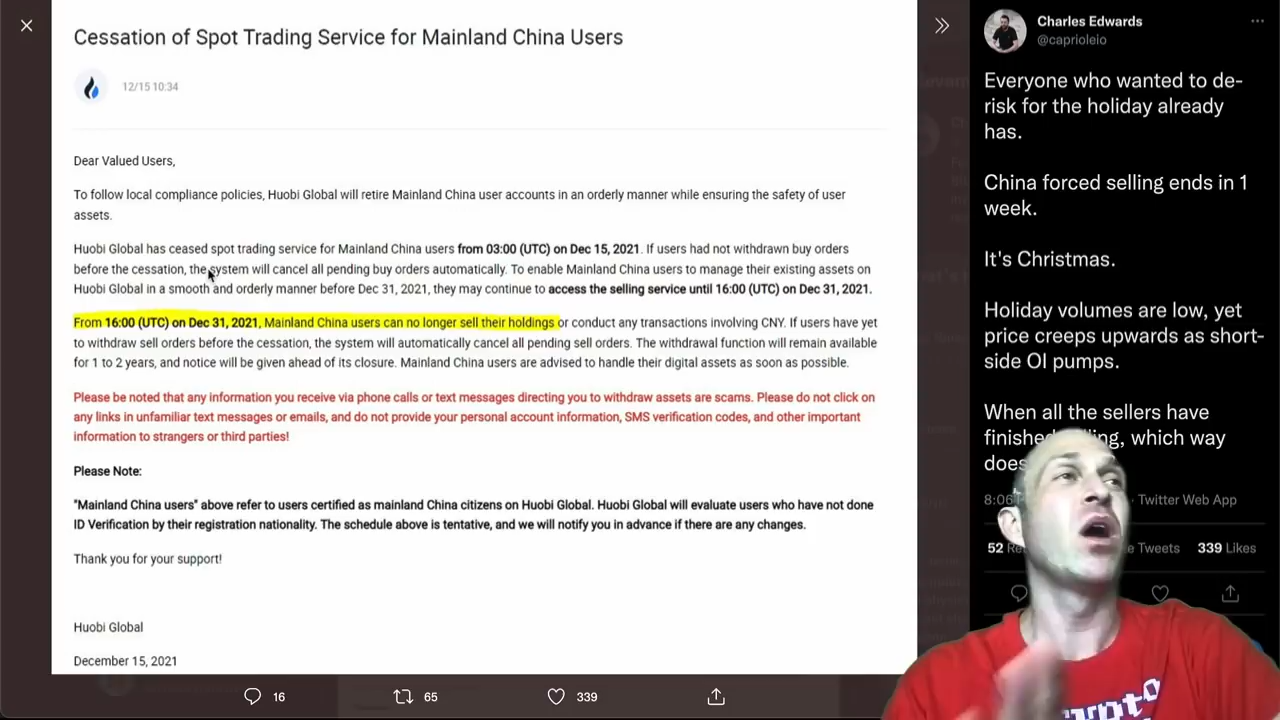 Cessation of Spot Trading Service for Mainland China Users
12/15 10:34
Dear Valued Users,
To follow local compliance policies, Huobi Global will retire Mainland China user accounts in an orderly manner while ensuring the safety of user
assets.
Huobi Global has ceased spot trading service for Mainland China users from 03:00 (UTC) on Dec 15, 2021. If users had not withdrawn buy orders
before the cessation, the system will cancel all pending buy orders automatically. To enable Mainland China users to manage their existing assets on
Huobi Global in a smooth and orderly manner before Dec 31, 2021, they may continue to access the selling service until 16:00 (UTC) on Dec 31, 2021.
From 16:00 (UTC) on Dec 31, 2021, Mainland China users can no longer sell their holdings or conduct any transactions involving CNY. If users have yet
to withdraw sell orders before the cessation, the system will automatically cancel all pending sell orders. The withdrawal function will remain available
for 1 to 2 years, and notice will be given ahead of its closure. Mainland China users are advised to handle their digital assets as soon as possible.
Please be noted that any information you receive via phone calls or text messages directing you to withdraw assets are scams. Please do not click on
any links in unfamiliar text messages or emails, and do not provide your personal account information, SMS verification codes, and other important
information to strangers or third parties!
Please Note:
"Mainland China users" above refer to users certified as mainland China citizens on Huobi Global. Huobi Global will evaluate users who have not done
ID Verification by their registration nationality. The schedule above is tentative, and we will notify you in advance if there are any changes.
Thank you for your support!
Huobi Global
December 15, 2021
16
65
339
Charles Edwards
@caprioleio
Everyone who wanted to de-
risk for the holiday already
has.
China forced selling ends in 1
week.
It's Christmas.
Holiday volumes are low, yet
price creeps upwards as short-
side OI pumps.
When all the sellers have
which way
Twitter Web App
52
Tweets
339 Likes